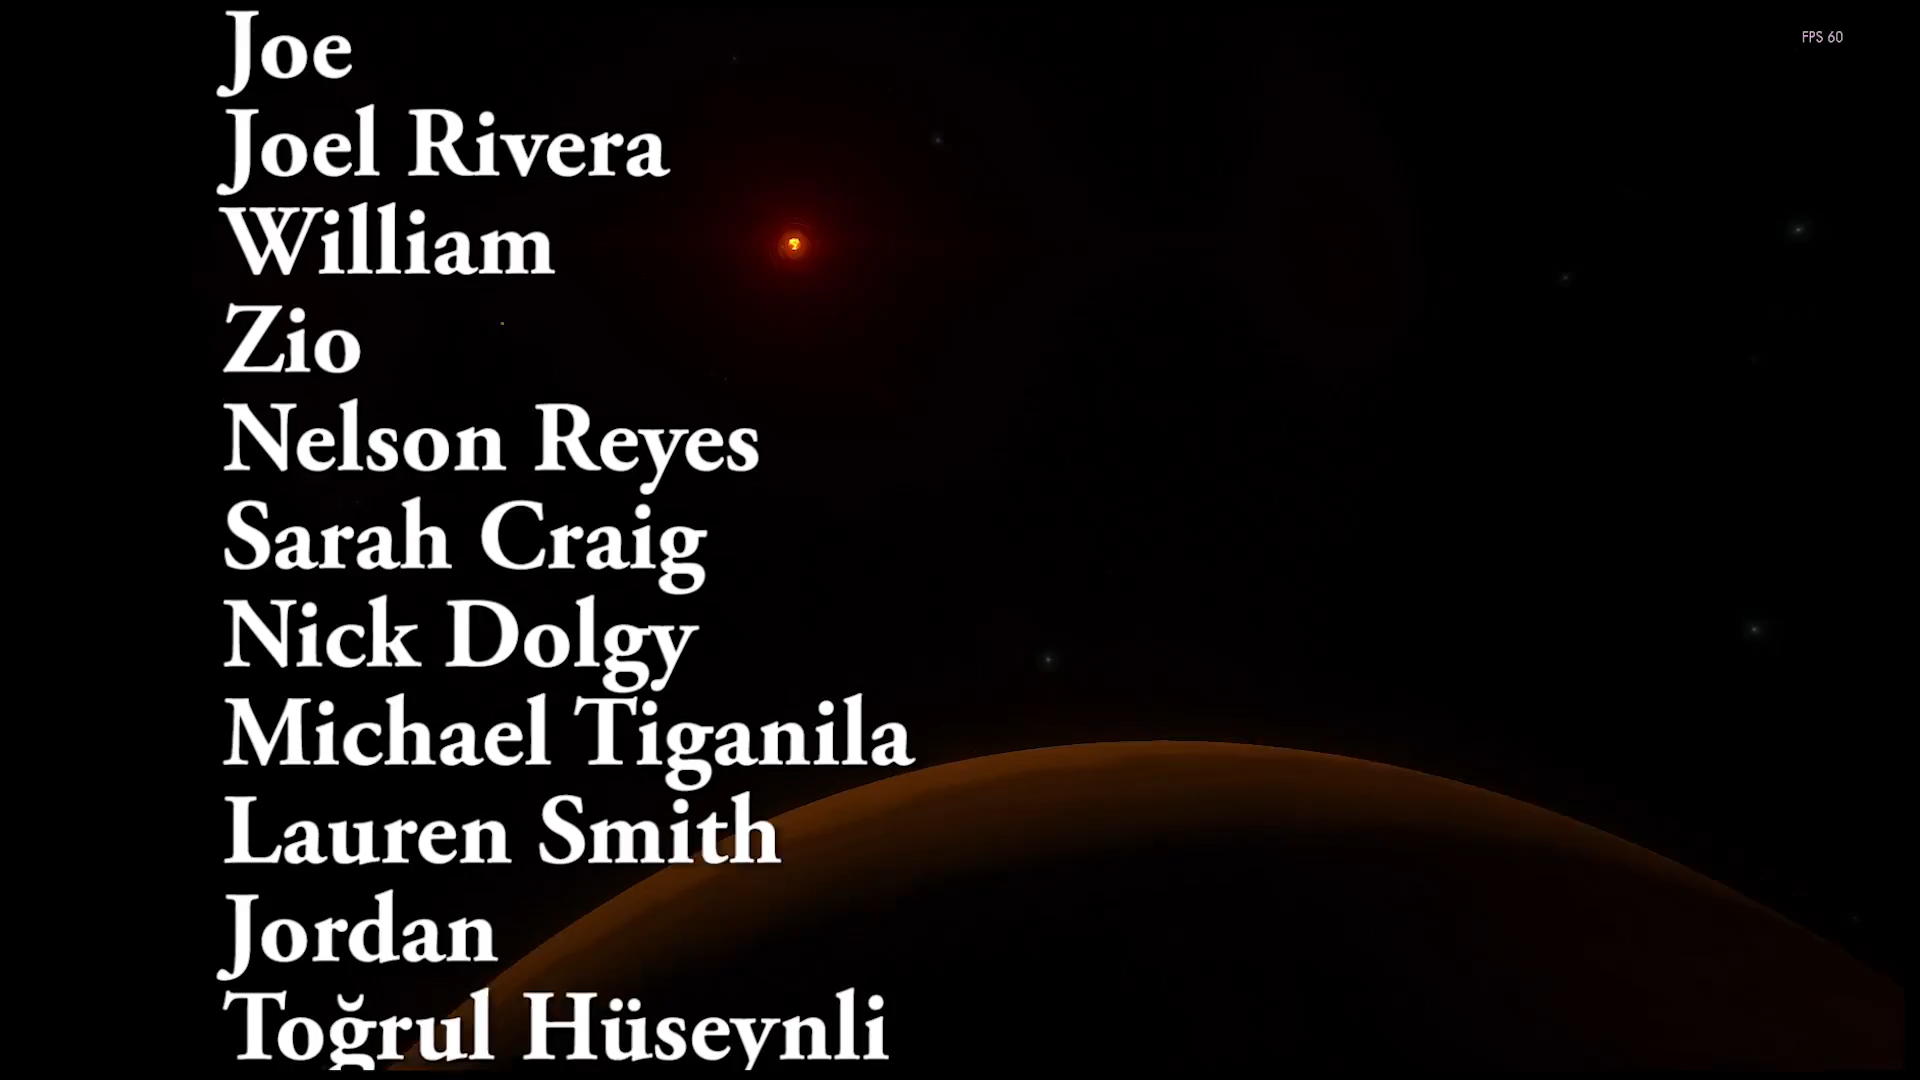 Joe
FPS 60
Joel Rivera
William
Zio
Nelson Reyes
Sarah Craig
Nick Dolgy
Michael Tiganila
Lauren Smith
Jordan
Toğrul Hüseynli